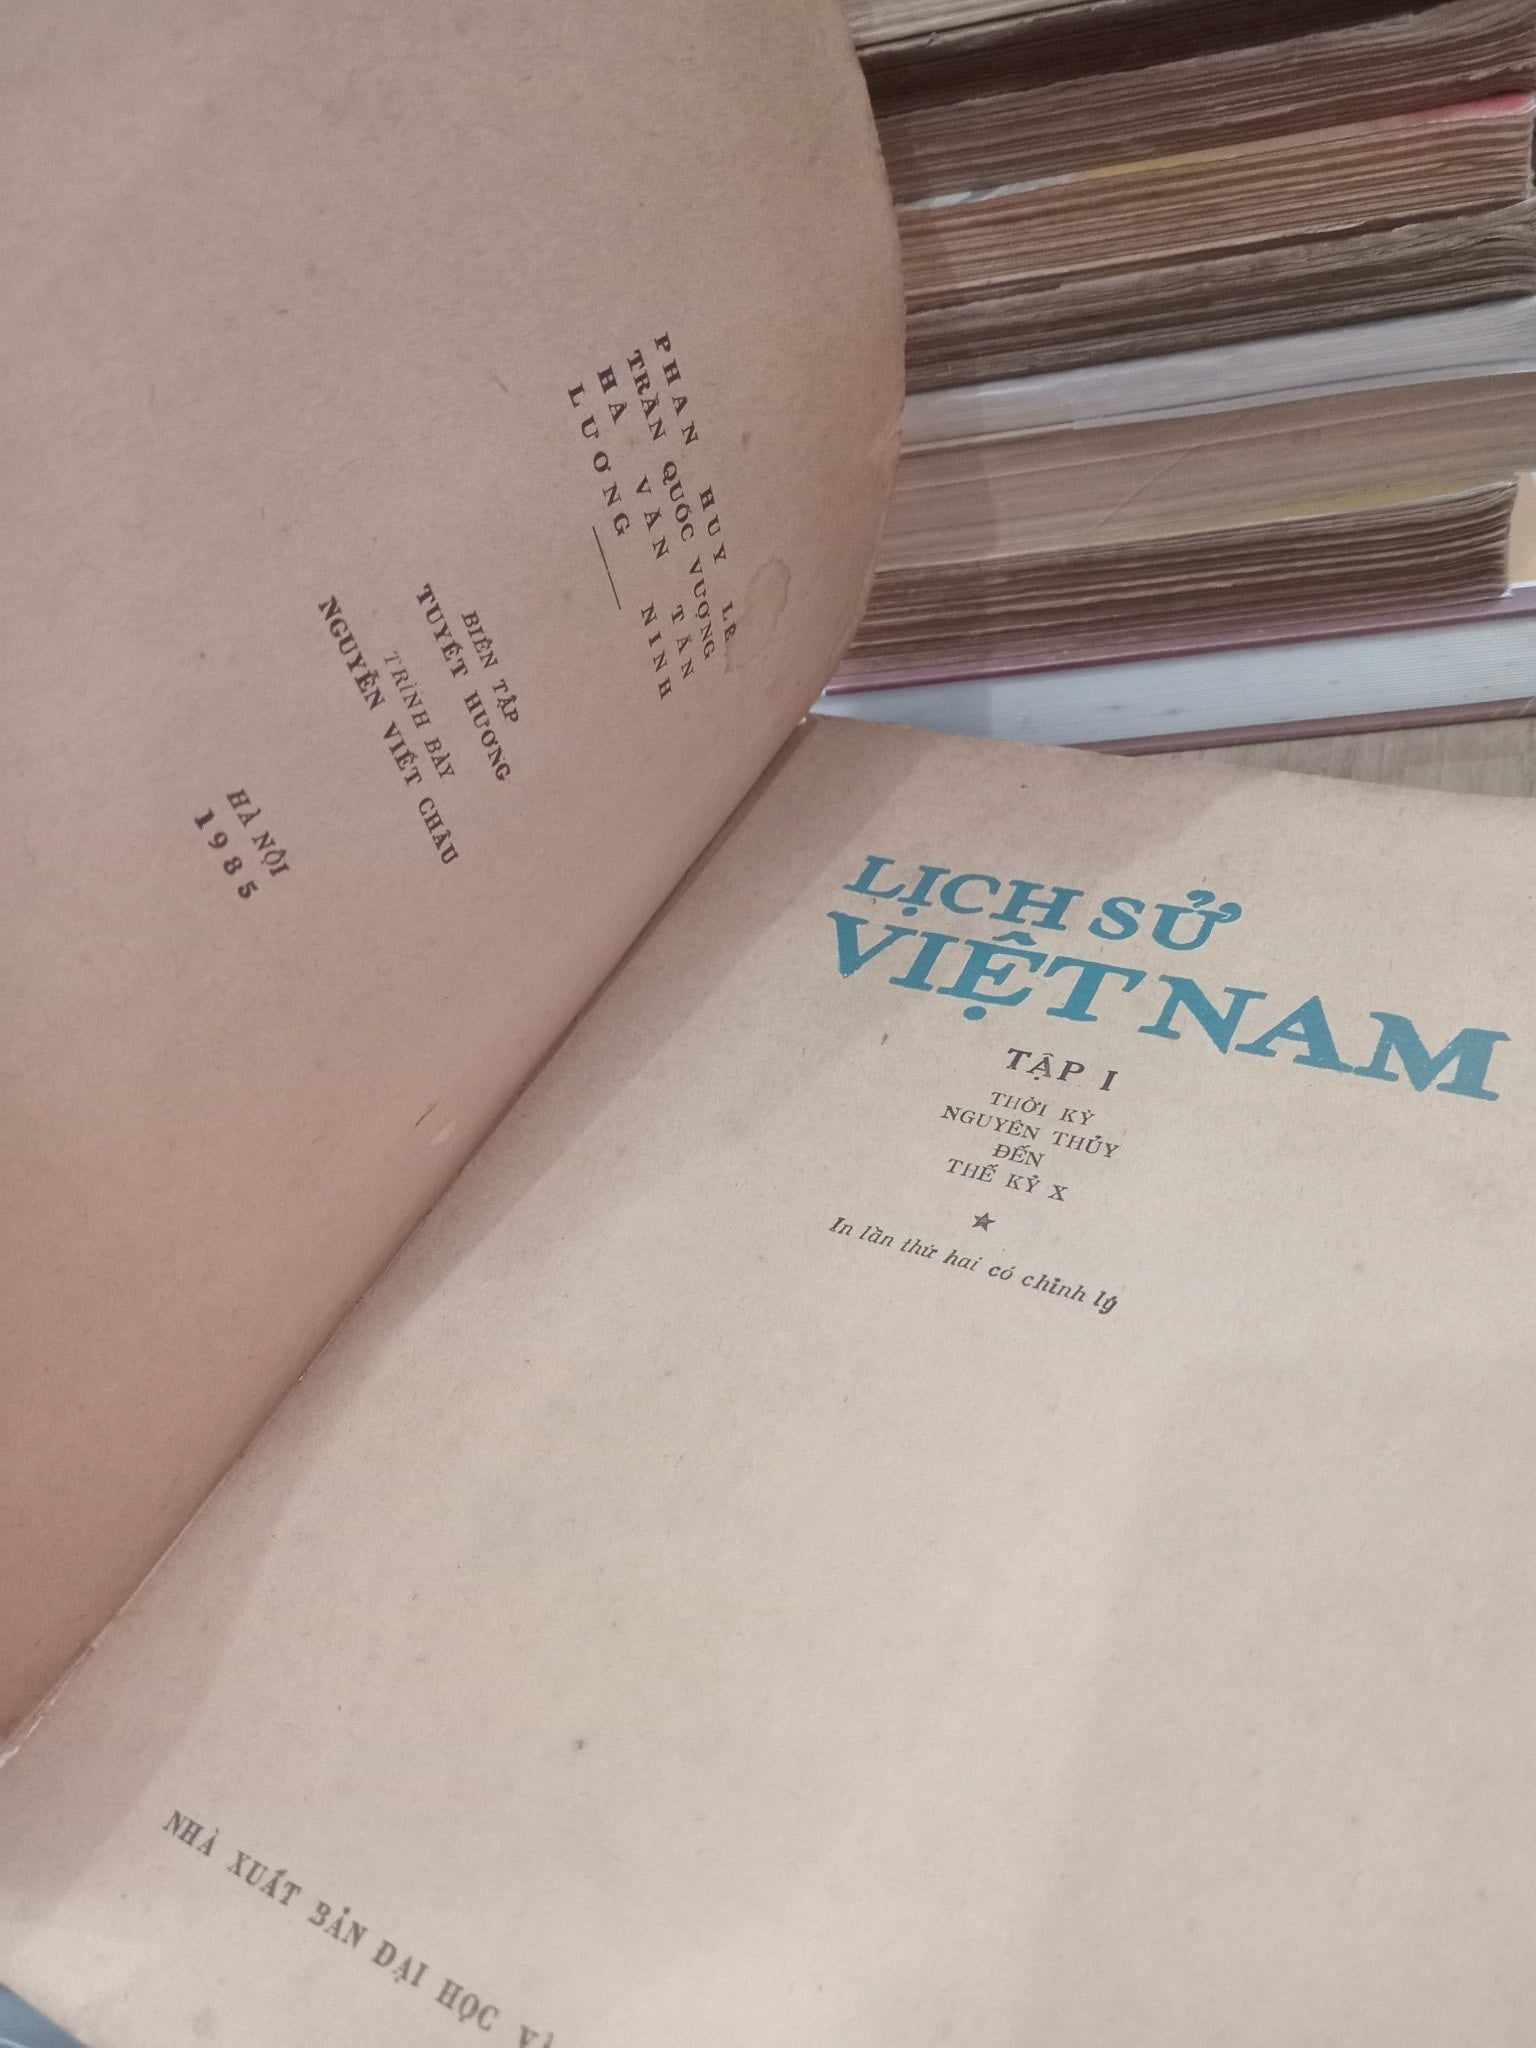 PHAN HUY LÊ
TRẦN QUỐC VƯỢNG
HÀ VĂN TẤN
LƯƠNG NINH
BIÊN TẬP
TUYẾT HƯƠNG
TRÌNH BÀY
NGUYỄN VIẾT CHÂU
HÀ NỘI
1985
LỊCH SỬ
VIỆT NAM
TẬP I
THỜI KỲ
NGUYÊN THỦY
ĐẾN
THẾ KỶ X
In lần thứ hai có chỉnh lý
NHÀ XUẤT BẢN DẠI HỌC VÀ